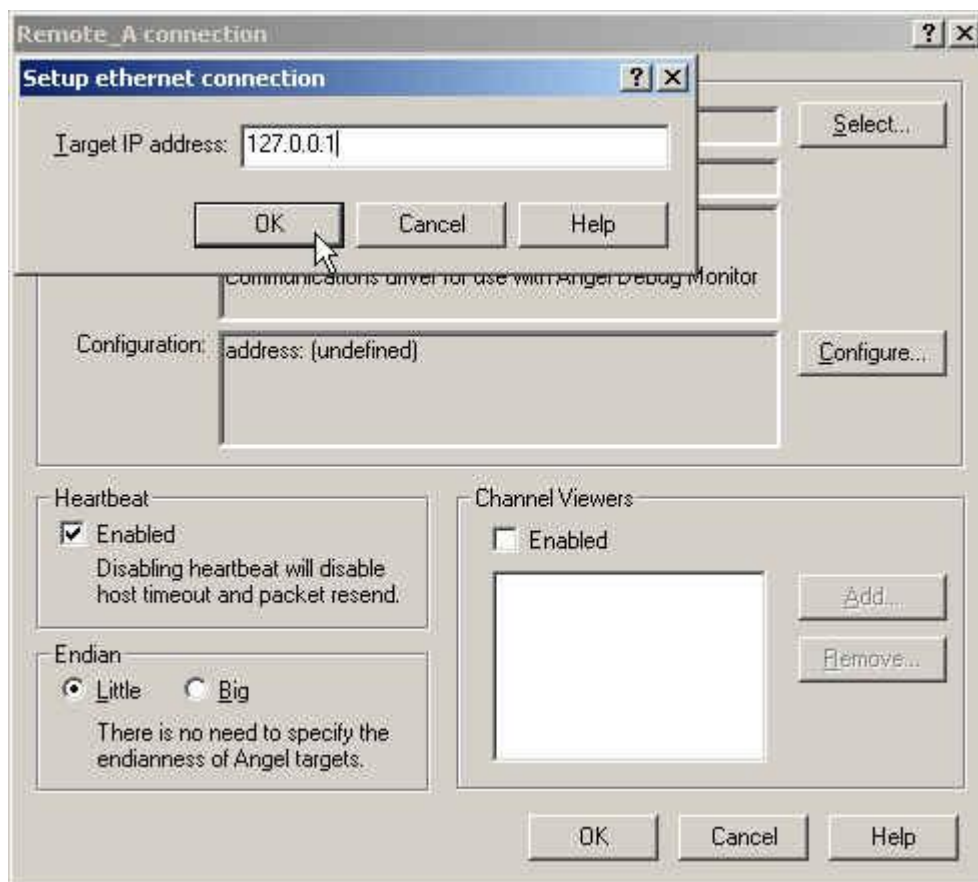 Remote_A connection
Setup ethernet connection
Target IP address: 127.0.0.1
OK Cancel Help
Select...
Communications driver for use with Angel Debug Monitor
Configuration: address: (undefined)
Configure...
Heartbeat
Enabled
Disabling heartbeat will disable
host timeout and packet resend.
Endian
Little Big
There is no need to specify the
endianness of Angel targets.
Channel Viewers
Enabled
Add...
Remove...
OK Cancel Help